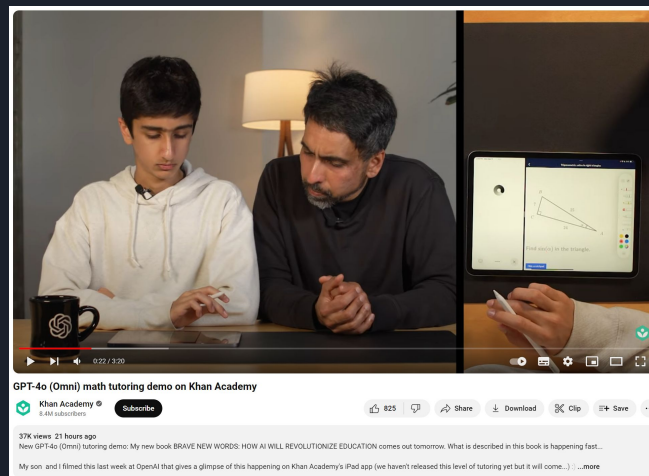 Find sin(α) in the triangle.
0:22 / 3:20
GPT-4o (Omni) math tutoring demo on Khan Academy
Khan Academy
8.4M subscribers
Subscribe
825
Share
Download
Clip
Save
37K views 21 hours ago
New GPT-4o (Omni) tutoring demo: My new book BRAVE NEW WORDS: HOW AI WILL REVOLUTIONIZE EDUCATION comes out tomorrow. What is described in this book is happening fast...
My son and I filmed this last week at OpenAI that gives a glimpse of this happening on Khan Academy's iPad app (we haven't released this level of tutoring yet but it will come...) ...more